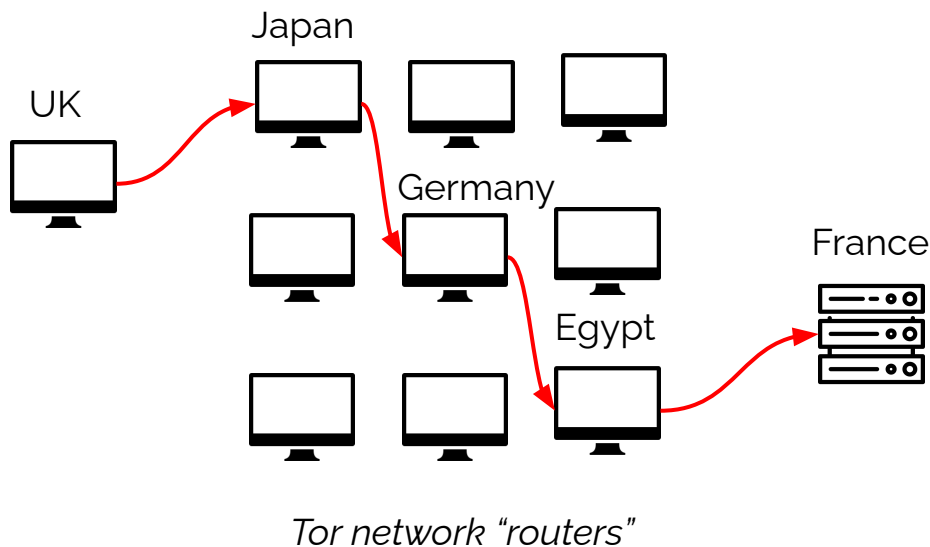 Japan
UK
Germany
France
Egypt
Tor network “routers”